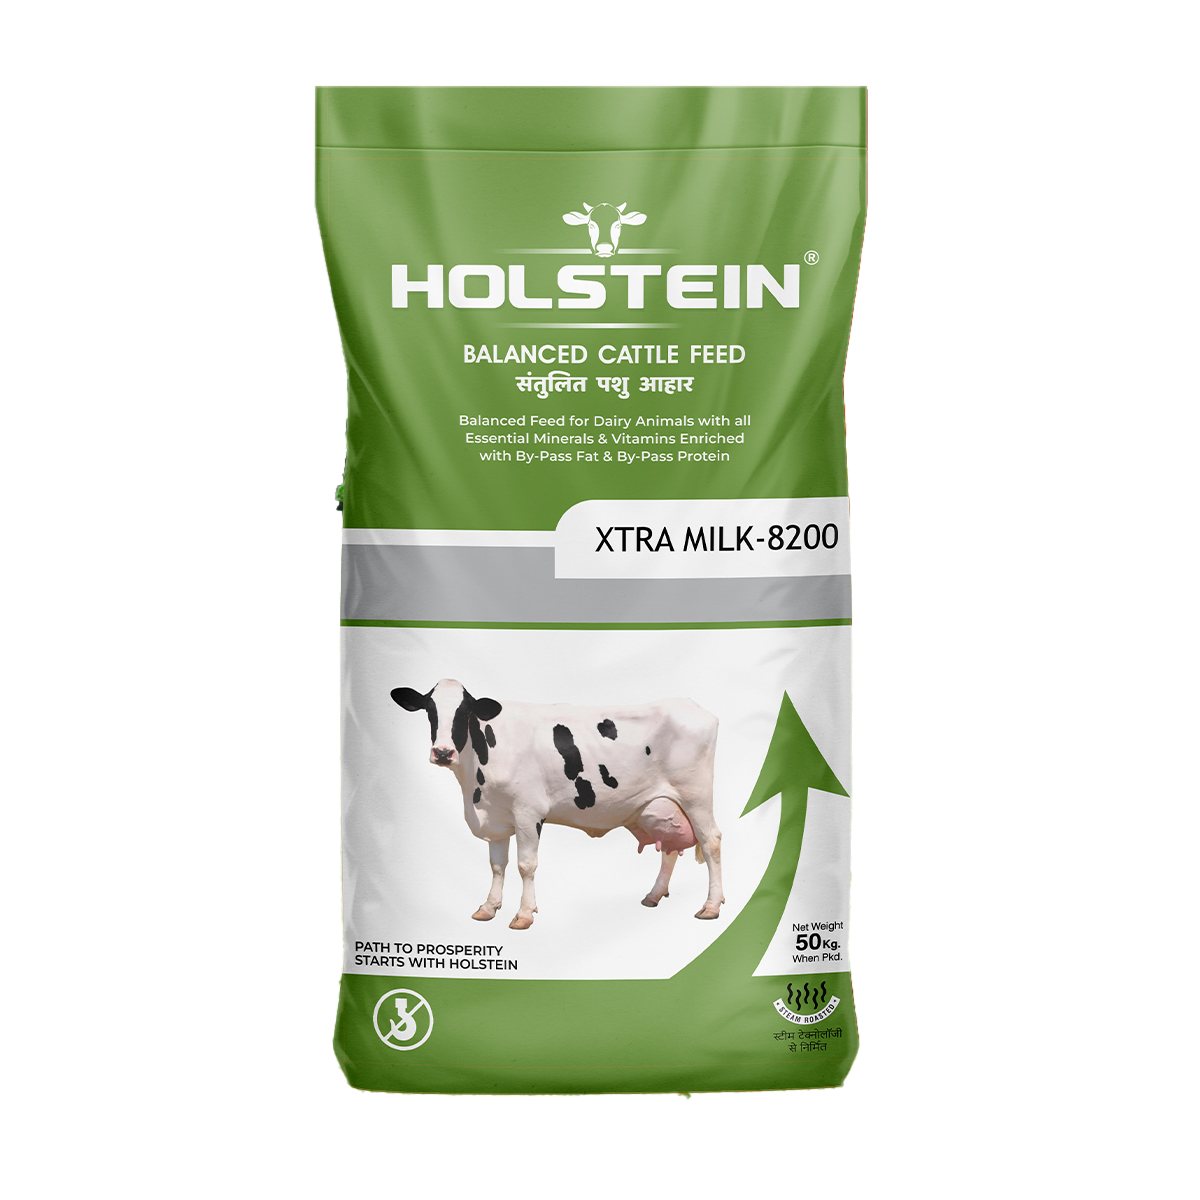 HOLSTEIN®
BALANCED CATTLE FEED
संतुलित पशु आहार
Balanced Feed for Dairy Animals with all
Essential Minerals & Vitamins Enriched
with By-Pass Fat & By-Pass Protein
XTRA MILK-8200
PATH TO PROSPERITY
STARTS WITH HOLSTEIN
Net Weight
50 Kg.
When Pkd.
• STEAM ROASTED •
स्टीम टेक्नोलॉजी
से निर्मित